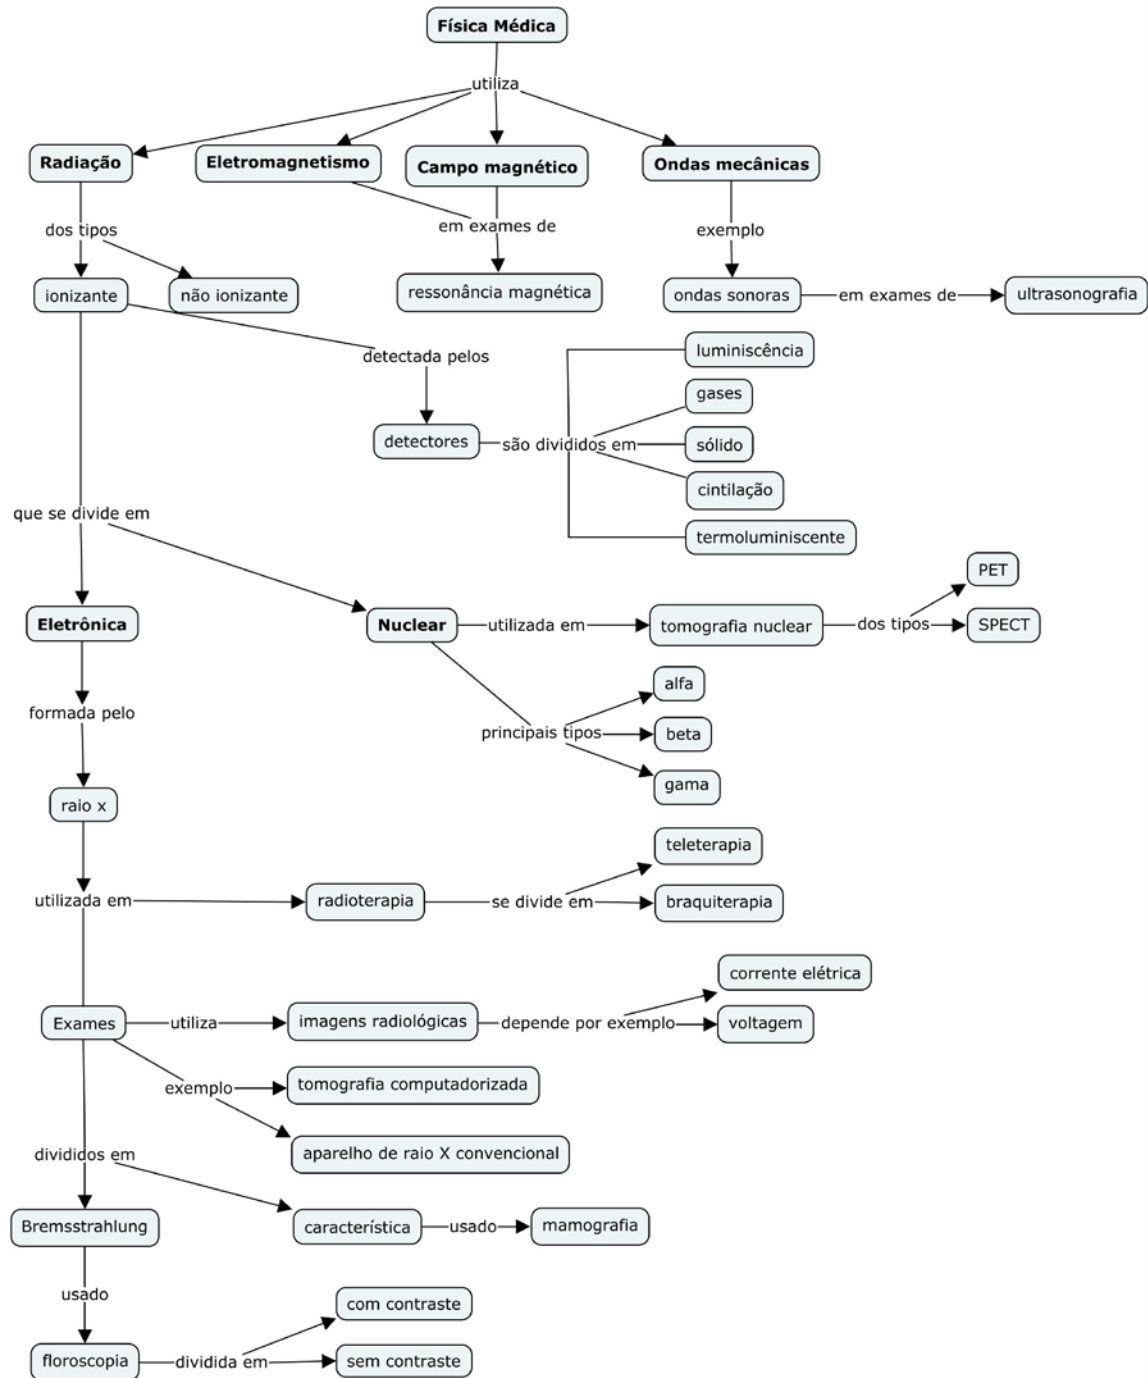 Física Médica
utiliza
Radiação
Eletromagnetismo
Campo magnético
Ondas mecânicas
dos tipos
em exames de
exemplo
ionizante
não ionizante
ressonância magnética
ondas sonoras
em exames de
ultrasonografia
detectada pelos
luminiscência
gases
detectores
são divididos em
sólido
cintilação
termoluminiscente
que se divide em
PET
Eletrônica
Nuclear
utilizada em
tomografia nuclear
dos tipos
SPECT
alfa
formada pelo
principais tipos
beta
gama
raio x
teleterapia
utilizada em
radioterapia
se divide em
braquiterapia
corrente elétrica
Exames
utiliza
imagens radiológicas
depende por exemplo
voltagem
exemplo
tomografia computadorizada
aparelho de raio X convencional
divididos em
Bremsstrahlung
característica
usado
mamografia
usado
com contraste
floroscopia
dividida em
sem contraste